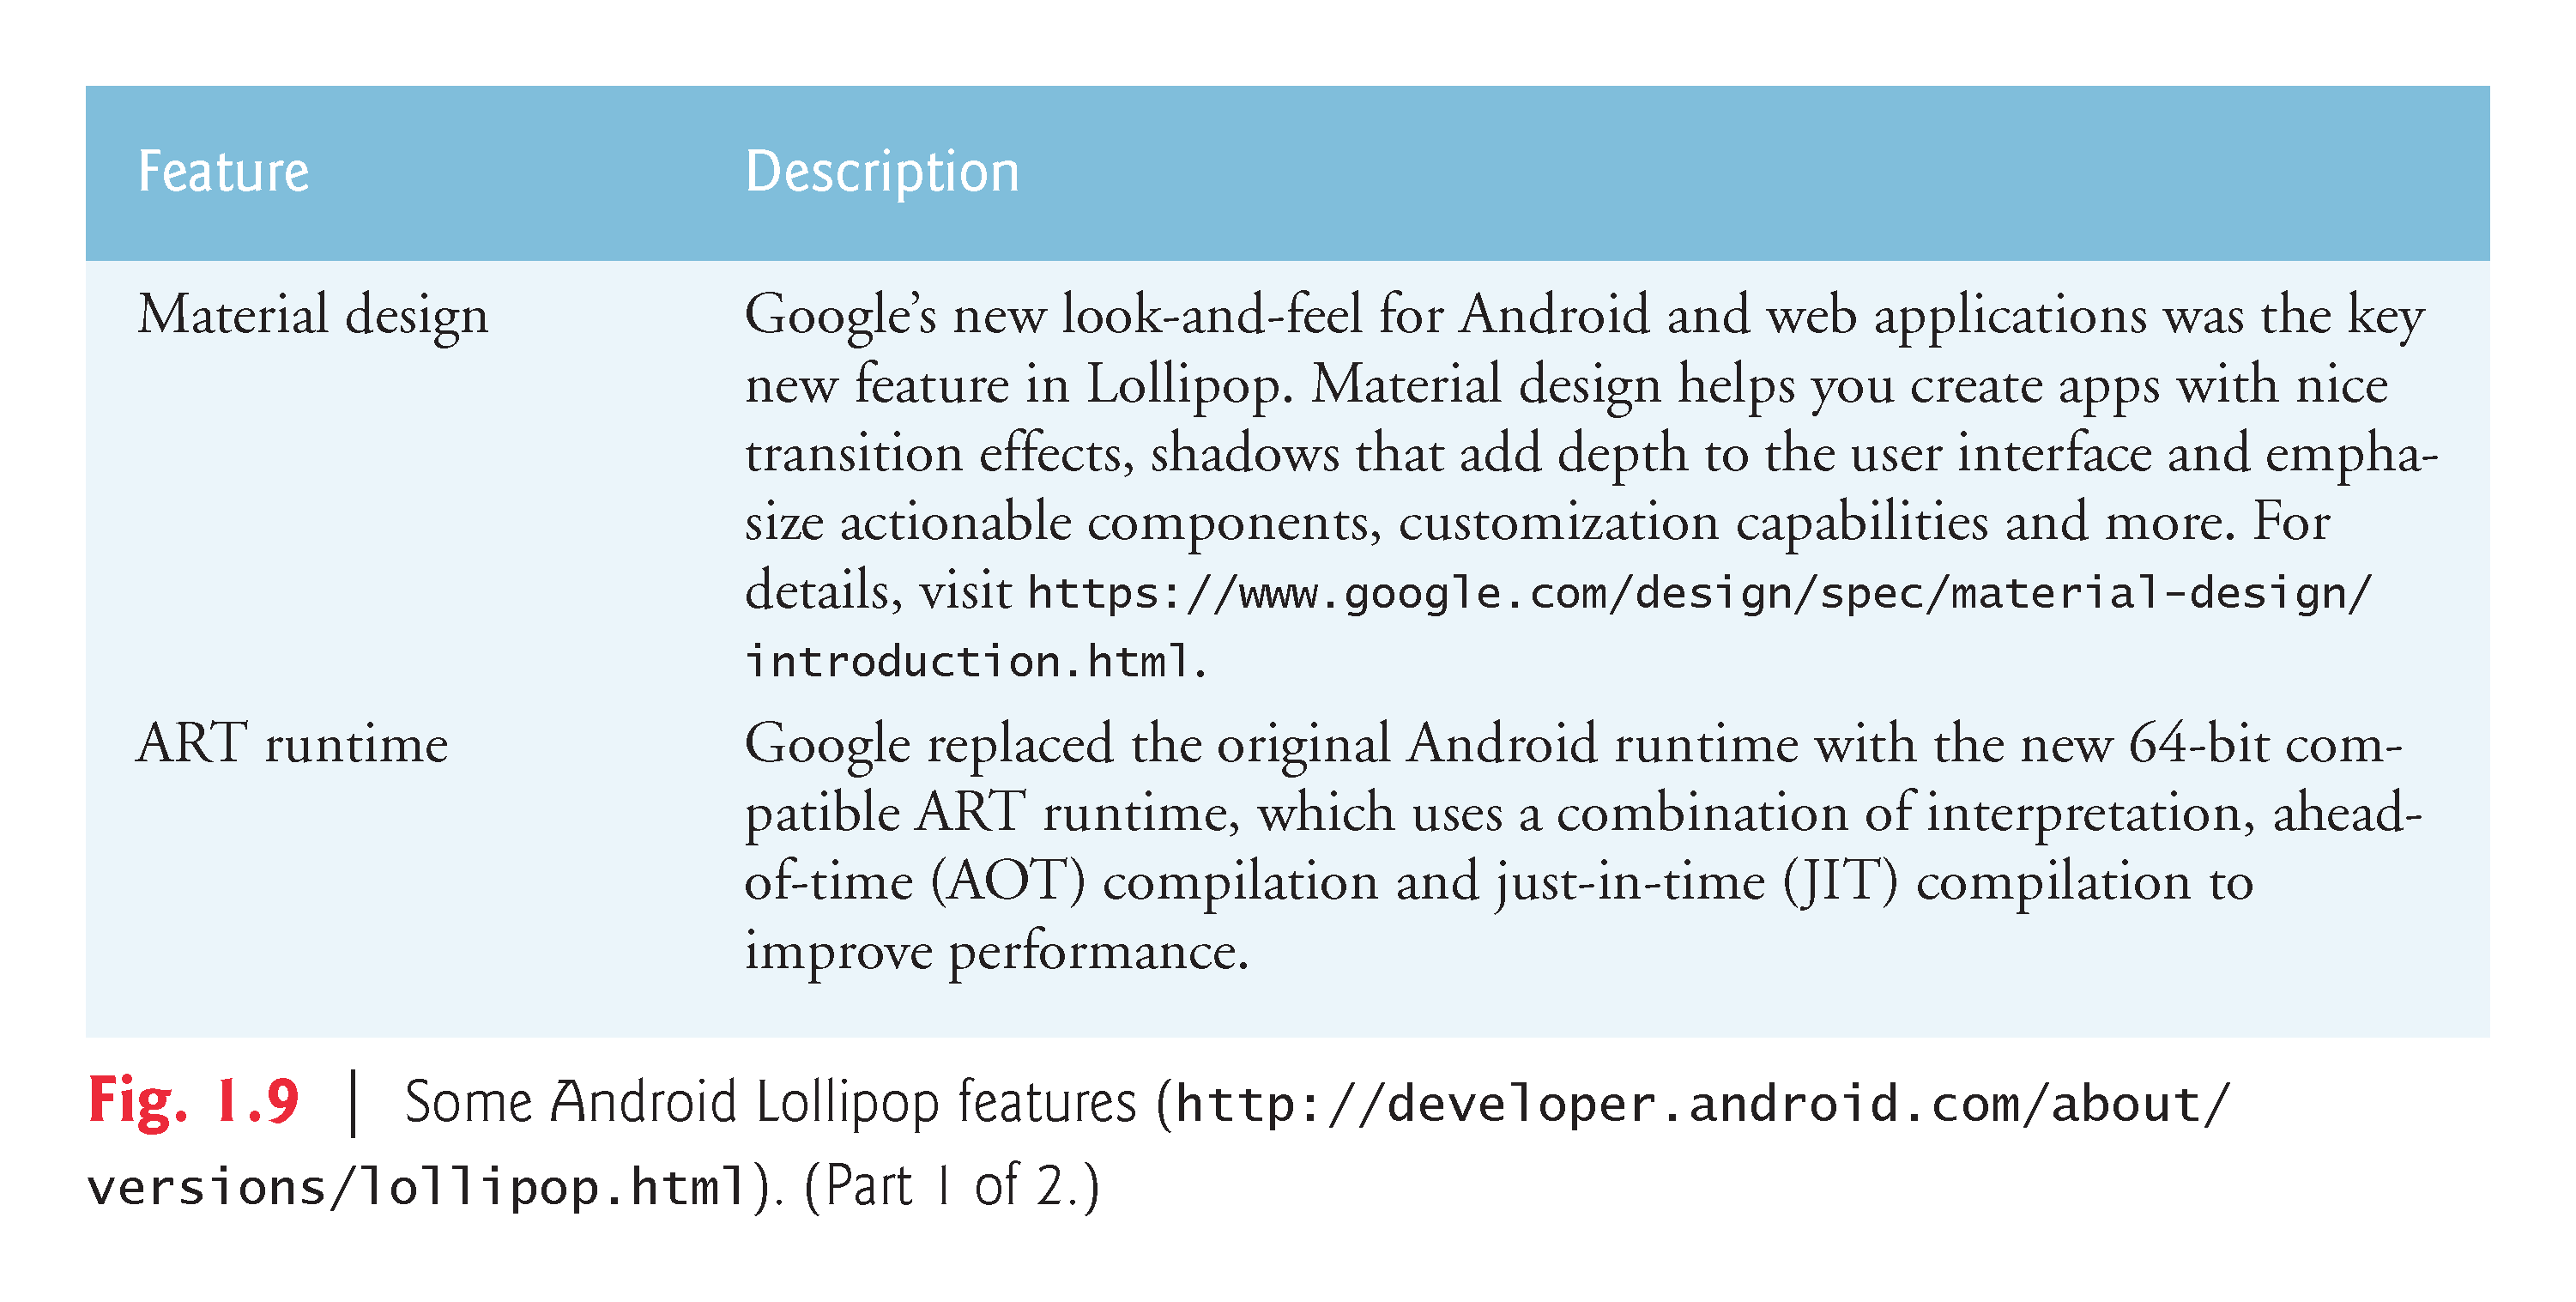 Feature Description
Material design Google’s new look-and-feel for Android and web applications was the key
new feature in Lollipop. Material design helps you create apps with nice
transition effects, shadows that add depth to the user interface and empha-
size actionable components, customization capabilities and more. For
details, visit https://www.google.com/design/spec/material-design/
introduction.html.
ART runtime Google replaced the original Android runtime with the new 64-bit com-
patible ART runtime, which uses a combination of interpretation, ahead-
of-time (AOT) compilation and just-in-time (JIT) compilation to
improve performance.
Fig. 1.9 | Some Android Lollipop features (http://developer.android.com/about/
versions/lollipop.html). (Part 1 of 2.)